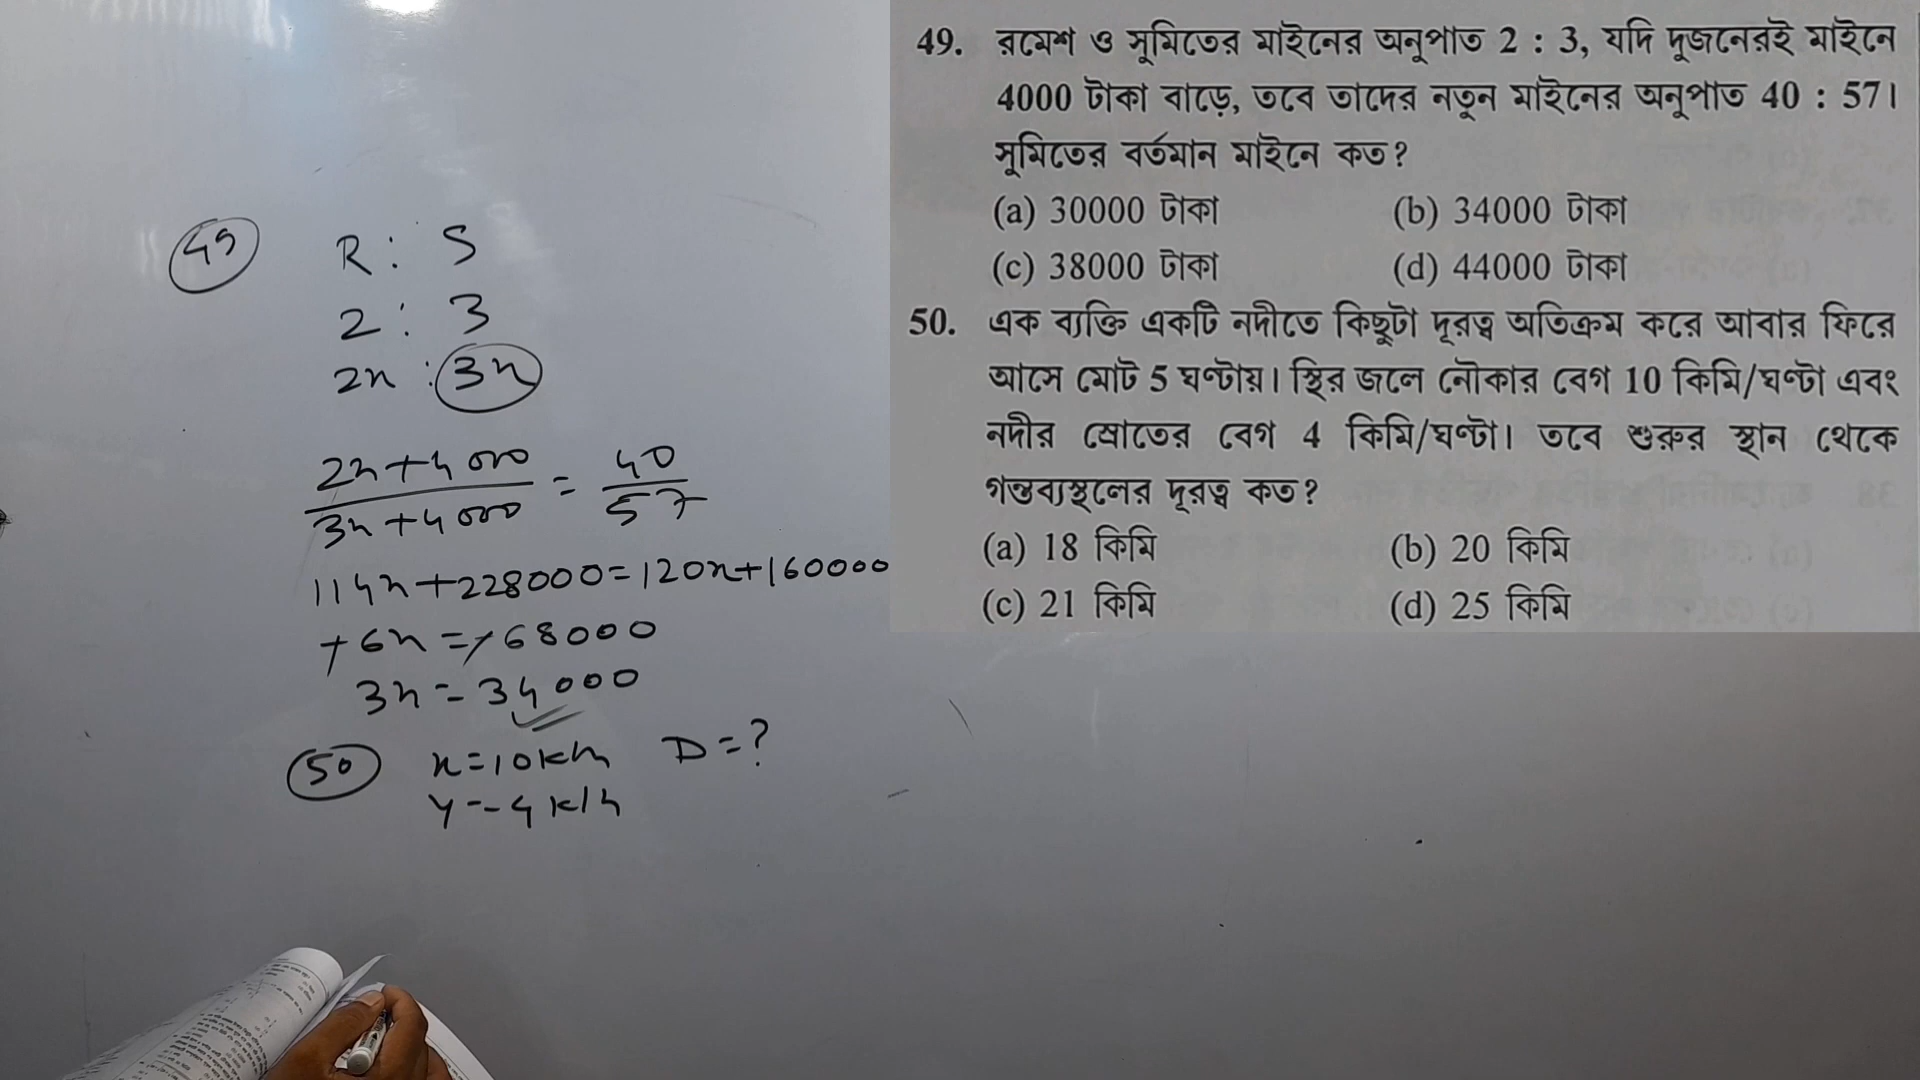 49
R : S
2 : 3
2x : 3x
2x+4000 / 3x+4000 = 40 / 57
114x+228000=120x+160000
+6x=+68000
3x=34000
50 x=10km D=?
y=4k/h
49. রমেশ ও সুমিতের মাইনের অনুপাত 2 : 3, যদি দুজনেরই মাইনে
4000 টাকা বাড়ে, তবে তাদের নতুন মাইনের অনুপাত 40 : 57।
সুমিতের বর্তমান মাইনে কত?
(a) 30000 টাকা (b) 34000 টাকা
(c) 38000 টাকা (d) 44000 টাকা
50. এক ব্যক্তি একটি নদীতে কিছুটা দূরত্ব অতিক্রম করে আবার ফিরে
আসে মোট 5 ঘণ্টায়। স্থির জলে নৌকার বেগ 10 কিমি/ঘণ্টা এবং
নদীর স্রোতের বেগ 4 কিমি/ঘণ্টা। তবে শুরুর স্থান থেকে
গন্তব্যস্থলের দূরত্ব কত?
(a) 18 কিমি (b) 20 কিমি
(c) 21 কিমি (d) 25 কিমি